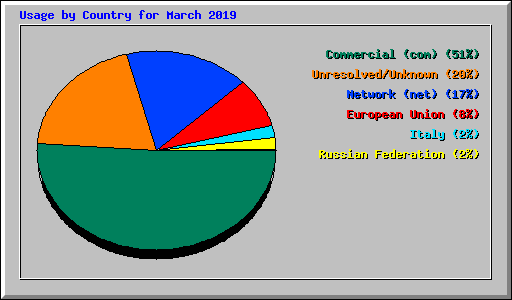 Usage by Country for March 2019
Commercial (com) (51%)
Unresolved/Unknown (20%)
Network (net) (17%)
European Union (8%)
Italy (2%)
Russian Federation (2%)